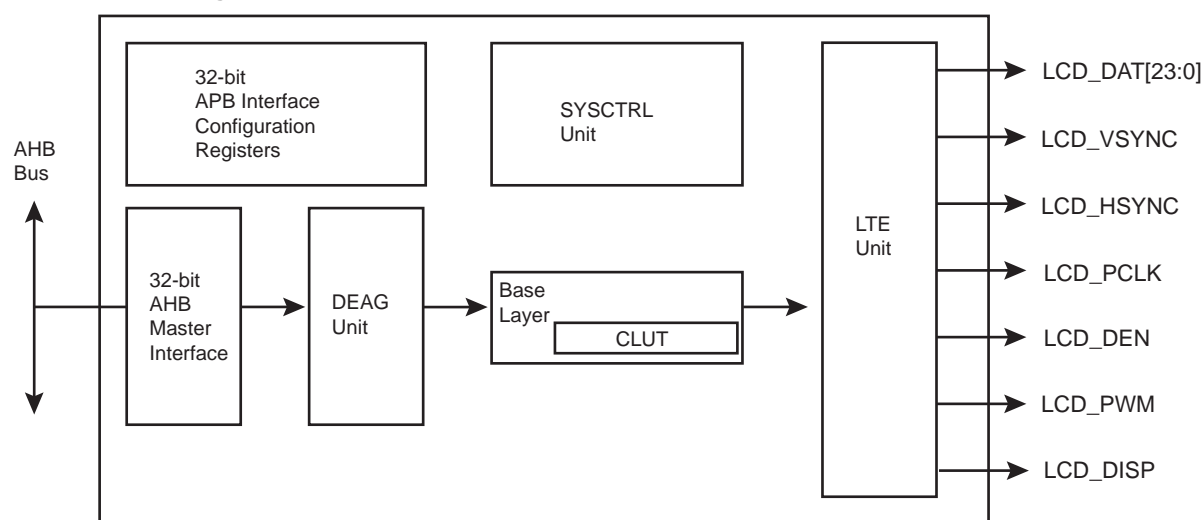 32-bit
APB Interface
Configuration
Registers
SYSCTRL
Unit
AHB
Bus
32-bit
AHB
Master
Interface
DEAG
Unit
Base
Layer
CLUT
LTE
Unit
LCD_DAT[23:0]
LCD_VSYNC
LCD_HSYNC
LCD_PCLK
LCD_DEN
LCD_PWM
LCD_DISP